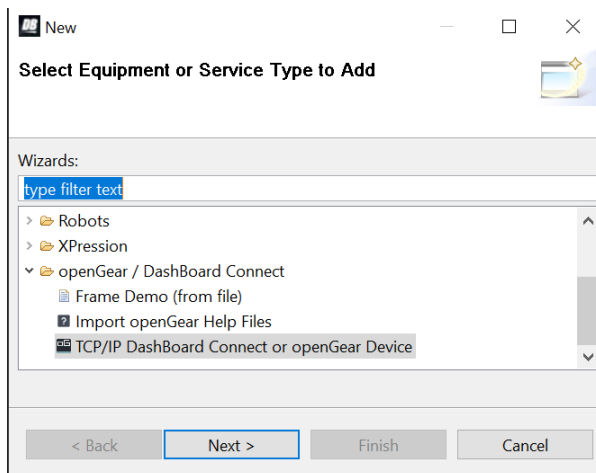 DB New
Select Equipment or Service Type to Add
Wizards:
type filter text
Robots
XPression
openGear / DashBoard Connect
Frame Demo (from file)
Import openGear Help Files
TCP/IP DashBoard Connect or openGear Device
< Back Next > Finish Cancel